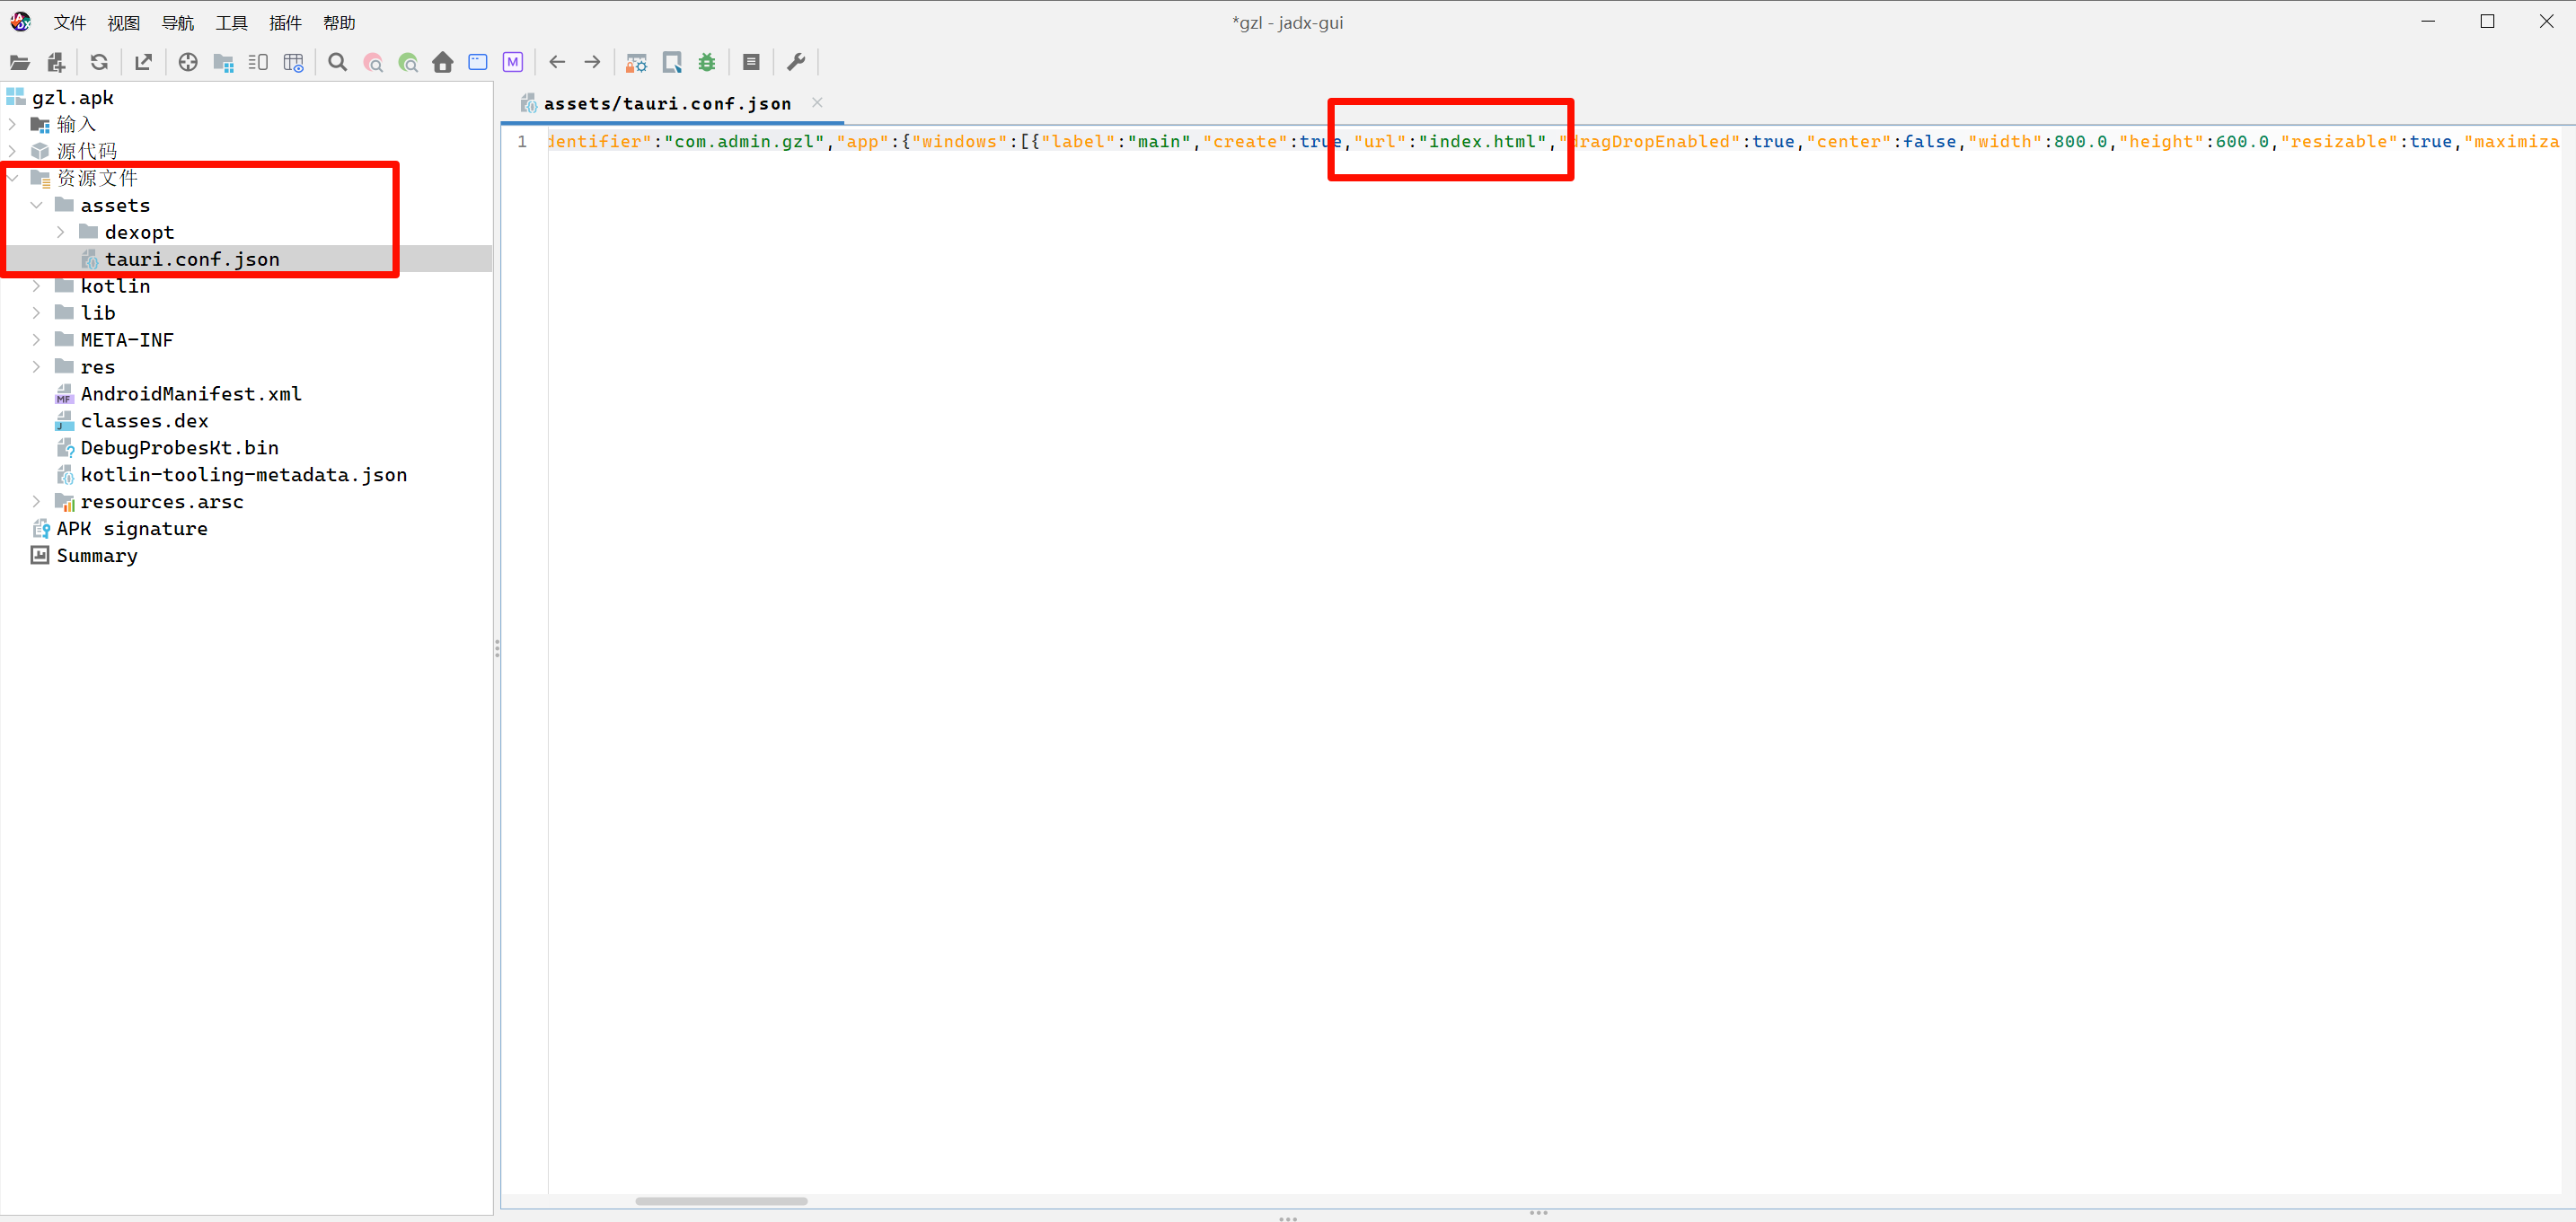 文件 视图 导航 工具 插件 帮助
*gzl - jadx-gui
gzl.apk
输入
源代码
资源文件
assets
dexopt
tauri.conf.json
kotlin
lib
META-INF
res
AndroidManifest.xml
classes.dex
DebugProbesKt.bin
kotlin-tooling-metadata.json
resources.arsc
APK signature
Summary
assets/tauri.conf.json
1 dentifier":"com.admin.gzl","app":{"windows":[{"label":"main","create":true,"url":"index.html","dragDropEnabled":true,"center":false,"width":800.0,"height":600.0,"resizable":true,"maximiza